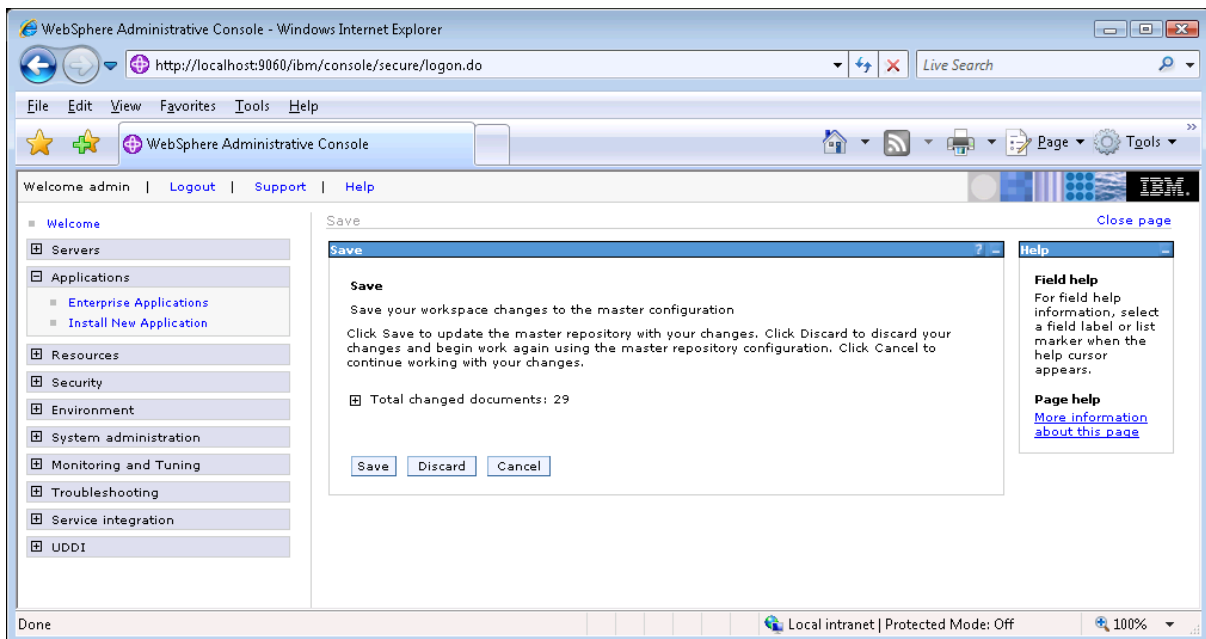 WebSphere Administrative Console - Windows Internet Explorer
http://localhost:9060/ibm/console/secure/logon.do
Live Search
File Edit View Favorites Tools Help
WebSphere Administrative Console
Page Tools
Welcome admin | Logout | Support | Help
IBM.
Welcome
Servers
Applications
Enterprise Applications
Install New Application
Resources
Security
Environment
System administration
Monitoring and Tuning
Troubleshooting
Service integration
UDDI
Save
Close page
Save
? -
Save
Save your workspace changes to the master configuration
Click Save to update the master repository with your changes. Click Discard to discard your
changes and begin work again using the master repository configuration. Click Cancel to
continue working with your changes.
Total changed documents: 29
Save Discard Cancel
Help
Field help
For field help
information, select
a field label or list
marker when the
help cursor
appears.
Page help
More information
about this page
Done
Local intranet | Protected Mode: Off
100%